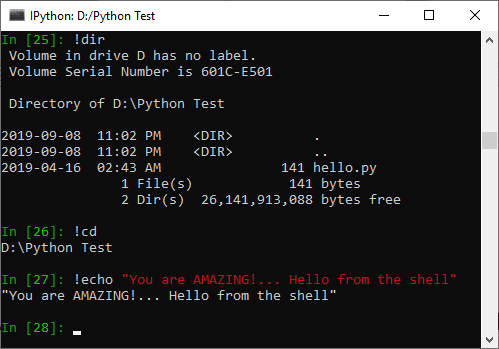 IPython: D:/Python Test
In [25]: !dir
Volume in drive D has no label.
Volume Serial Number is 601C-E501
Directory of D:\Python Test
2019-09-08  11:02 PM    <DIR>          .
2019-09-08  11:02 PM    <DIR>          ..
2019-04-16  02:43 AM               141 hello.py
1 File(s)            141 bytes
2 Dir(s)  26,141,913,088 bytes free
In [26]: !cd
D:\Python Test
In [27]: !echo "You are AMAZING!... Hello from the shell"
"You are AMAZING!... Hello from the shell"
In [28]: